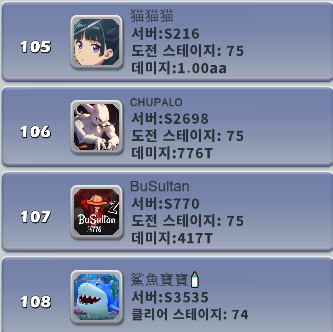 105
猫猫猫
서버:S216
도전 스테이지: 75
데미지:1.00aa
106
CHUPALO
서버:S2698
도전 스테이지: 75
데미지:776T
107
BuSultan
BuSultan
S776
서버:S770
도전 스테이지: 75
데미지:417T
108
鯊魚寶寶🍼
서버:S3535
클리어 스테이지: 74